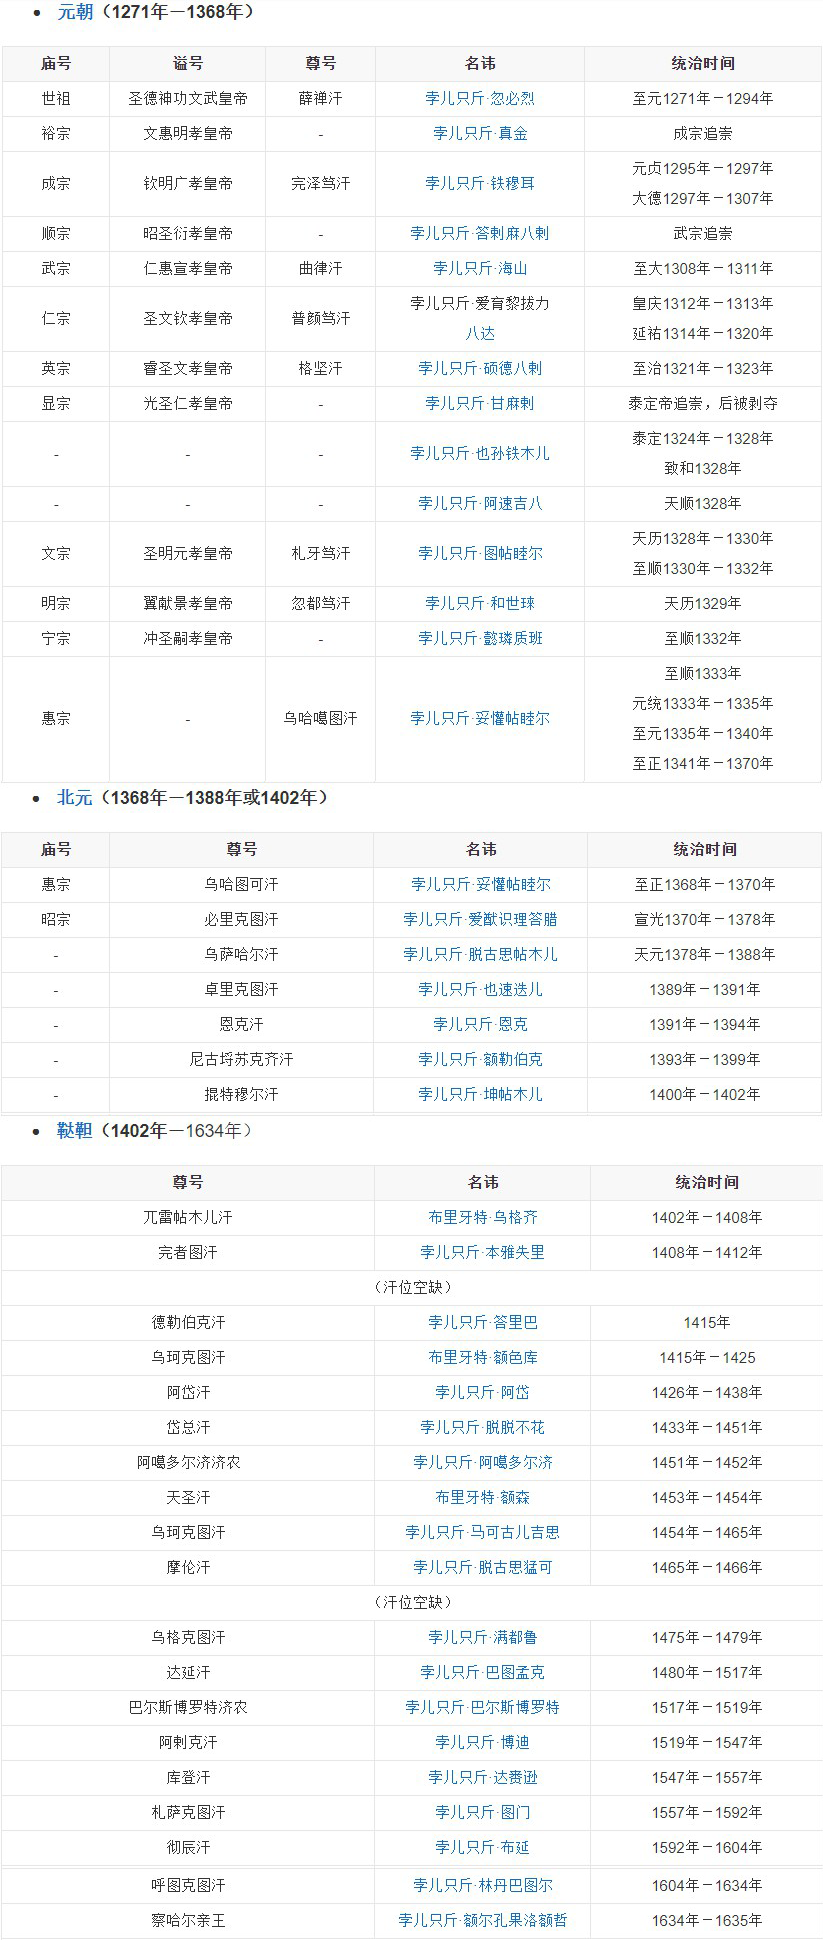 元朝（1271年－1368年）
庙号 谥号 尊号 名讳 统治时间
世祖 圣德神功文武皇帝 薛禅汗 孛儿只斤·忽必烈 至元1271年－1294年
裕宗 文惠明孝皇帝 - 孛儿只斤·真金 成宗追崇
成宗 钦明广孝皇帝 完泽笃汗 孛儿只斤·铁穆耳 元贞1295年－1297年
大德1297年－1307年
顺宗 昭圣衍孝皇帝 - 孛儿只斤·答剌麻八剌 武宗追崇
武宗 仁惠宣孝皇帝 曲律汗 孛儿只斤·海山 至大1308年－1311年
仁宗 圣文钦孝皇帝 普颜笃汗 孛儿只斤·爱育黎拔力 皇庆1312年－1313年
八达 延祐1314年－1320年
英宗 睿圣文孝皇帝 格坚汗 孛儿只斤·硕德八剌 至治1321年－1323年
显宗 光圣仁孝皇帝 - 孛儿只斤·甘麻剌 泰定帝追崇，后被剥夺
- - - 孛儿只斤·也孙铁木儿 泰定1324年－1328年
致和1328年
- - - 孛儿只斤·阿速吉八 天顺1328年
文宗 圣明元孝皇帝 札牙笃汗 孛儿只斤·图帖睦尔 天历1328年－1330年
至顺1330年－1332年
明宗 翼献景孝皇帝 忽都笃汗 孛儿只斤·和世㻋 天历1329年
宁宗 冲圣嗣孝皇帝 - 孛儿只斤·懿璘质班 至顺1332年
惠宗 - 乌哈噶图汗 孛儿只斤·妥懽帖睦尔 至顺1333年
元统1333年－1335年
至元1335年－1340年
至正1341年－1370年
北元（1368年－1388年或1402年）
庙号 尊号 名讳 统治时间
惠宗 乌哈图可汗 孛儿只斤·妥懽帖睦尔 至正1368年－1370年
昭宗 必里克图汗 孛儿只斤·爱猷识理答腊 宣光1370年－1378年
- 乌萨哈尔汗 孛儿只斤·脱古思帖木儿 天元1378年－1388年
- 卓里克图汗 孛儿只斤·也速迭儿 1389年－1391年
- 恩克汗 孛儿只斤·恩克 1391年－1394年
- 尼古埒苏克齐汗 孛儿只斤·额勒伯克 1393年－1399年
- 掍特穆尔汗 孛儿只斤·坤帖木儿 1400年－1402年
鞑靼（1402年－1634年）
尊号 名讳 统治时间
兀雷帖木儿汗 布里牙特·乌格齐 1402年－1408年
完者图汗 孛儿只斤·本雅失里 1408年－1412年
（汗位空缺）
德勒伯克汗 孛儿只斤·答里巴 1415年
乌珂克图汗 布里牙特·额色库 1415年－1425
阿岱汗 孛儿只斤·阿岱 1426年－1438年
岱总汗 孛儿只斤·脱脱不花 1433年－1451年
阿噶多尔济济农 孛儿只斤·阿噶多尔济 1451年－1452年
天圣汗 布里牙特·额森 1453年－1454年
乌珂克图汗 孛儿只斤·马可古儿吉思 1454年－1465年
摩伦汗 孛儿只斤·脱古思猛可 1465年－1466年
（汗位空缺）
乌格克图汗 孛儿只斤·满都鲁 1475年－1479年
达延汗 孛儿只斤·巴图孟克 1480年－1517年
巴尔斯博罗特济农 孛儿只斤·巴尔斯博罗特 1517年－1519年
阿剌克汗 孛儿只斤·博迪 1519年－1547年
库登汗 孛儿只斤·达赉逊 1547年－1557年
札萨克图汗 孛儿只斤·图门 1557年－1592年
彻辰汗 孛儿只斤·布延 1592年－1604年
呼图克图汗 孛儿只斤·林丹巴图尔 1604年－1634年
察哈尔亲王 孛儿只斤·额尔孔果洛额哲 1634年－1635年